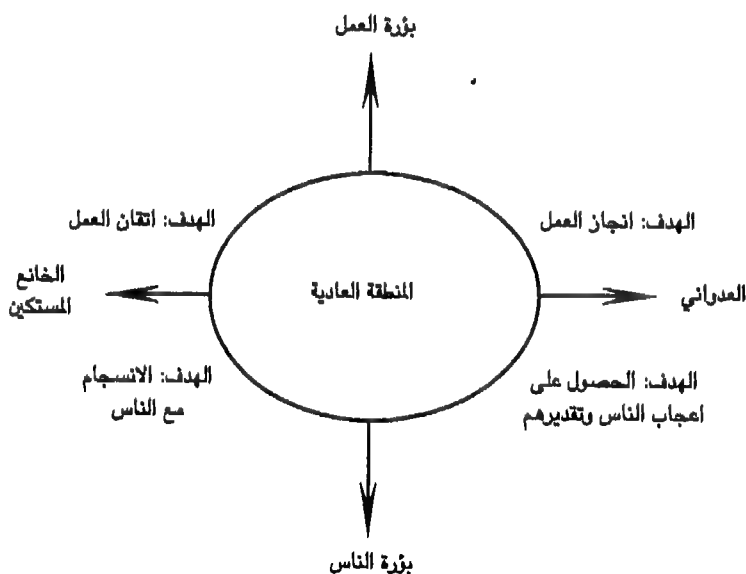 بؤرة العمل
الهدف: انجاز العمل
الهدف: اتقان العمل
العدراني
المنطقة العادية
الخانع
المستكين
الهدف: الحصول على
اعجاب الناس وتقديرهم
الهدف: الانسجام
مع الناس
بؤرة الناس